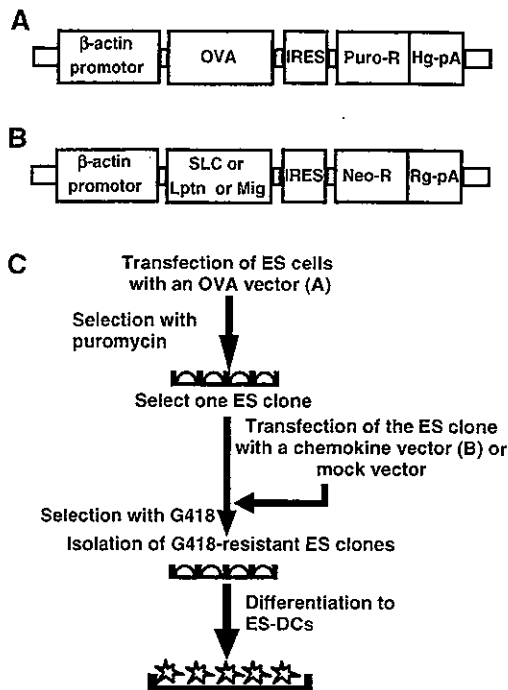 A
β-actin
promotor
OVA
IRES
Puro-R
Hg-pA
B
β-actin
promotor
SLC or
Lptn or Mig
IRES
Neo-R
Rg-pA
C
Transfection of ES cells
with an OVA vector (A)
Selection with
puromycin
Select one ES clone
Transfection of the ES clone
with a chemokine vector (B) or
mock vector
Selection with G418
Isolation of G418-resistant ES clones
Differentiation to
ES-DCs